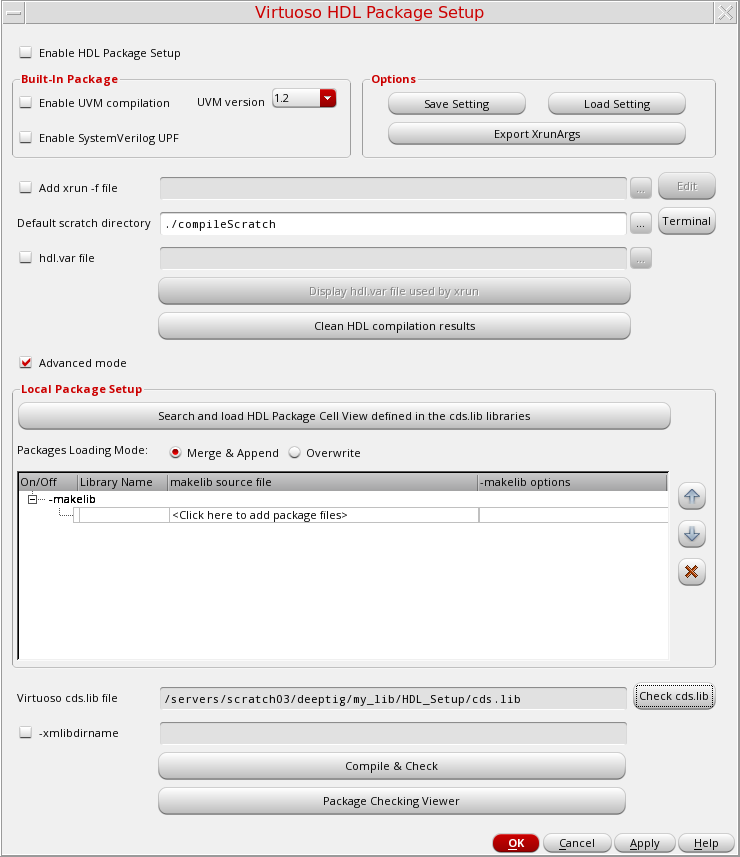 Virtuoso HDL Package Setup
Enable HDL Package Setup
Built-In Package
Options
Enable UVM compilation UVM version 1.2
Save Setting Load Setting
Enable SystemVerilog UPF
Export XrunArgs
Add xrun -f file ... Edit
Default scratch directory ./compileScratch ... Terminal
hdl.var file ...
Display hdl.var file used by xrun
Clean HDL compilation results
Advanced mode
Local Package Setup
Search and load HDL Package Cell View defined in the cds.lib libraries
Packages Loading Mode: Merge & Append Overwrite
On/Off Library Name makelib source file -makelib options
-makelib
<Click here to add package files>
Virtuoso cds.lib file /servers/scratch03/deeptig/my_lib/HDL_Setup/cds.lib Check cds.lib
-xmlibdirname
Compile & Check
Package Checking Viewer
OK Cancel Apply Help